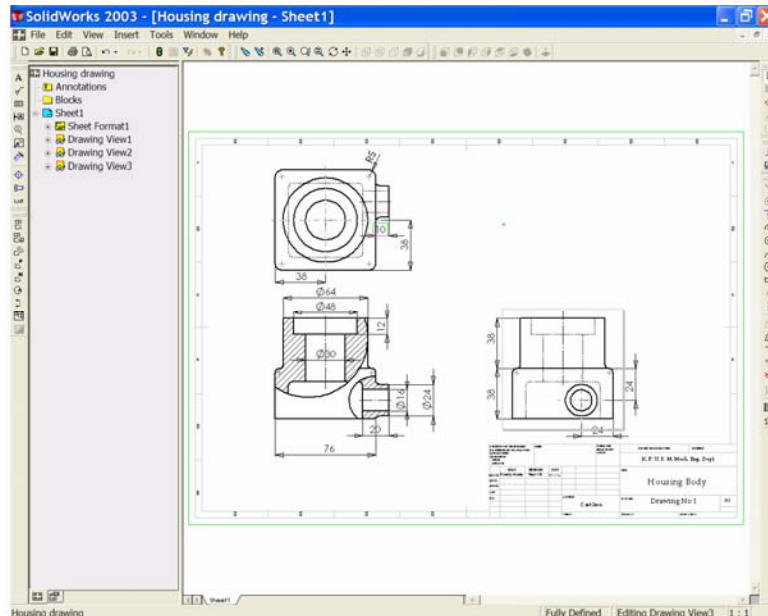 SolidWorks 2003 - [Housing drawing - Sheet1]
File Edit View Insert Tools Window Help
Housing drawing
Annotations
Blocks
Sheet1
Sheet Format1
Drawing View1
Drawing View2
Drawing View3
R5
10
38
38
Ø64
Ø48
12
Ø30
Ø16
Ø24
20
76
38
38
24
24
Housing Body
Drawing No 1
Cast Iron
Sheet1
Housing drawing
Fully Defined Editing Drawing View3 1 : 1